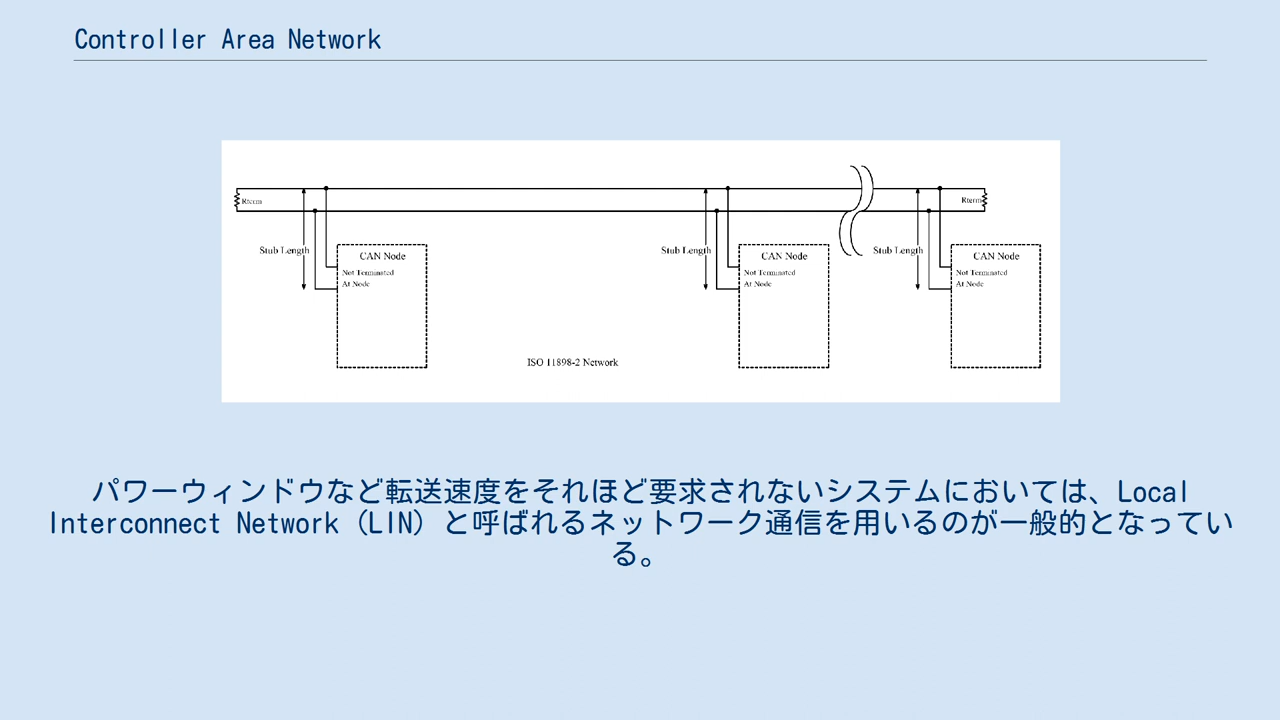 Controller Area Network
Rterm
Rterm
Stub Length
Stub Length
Stub Length
CAN Node
Not Terminated
At Node
CAN Node
Not Terminated
At Node
CAN Node
Not Terminated
At Node
ISO 11898-2 Network
パワーウィンドウなど転送速度をそれほど要求されないシステムにおいては、Local
Interconnect Network（LIN）と呼ばれるネットワーク通信を用いるのが一般的となってい
る。